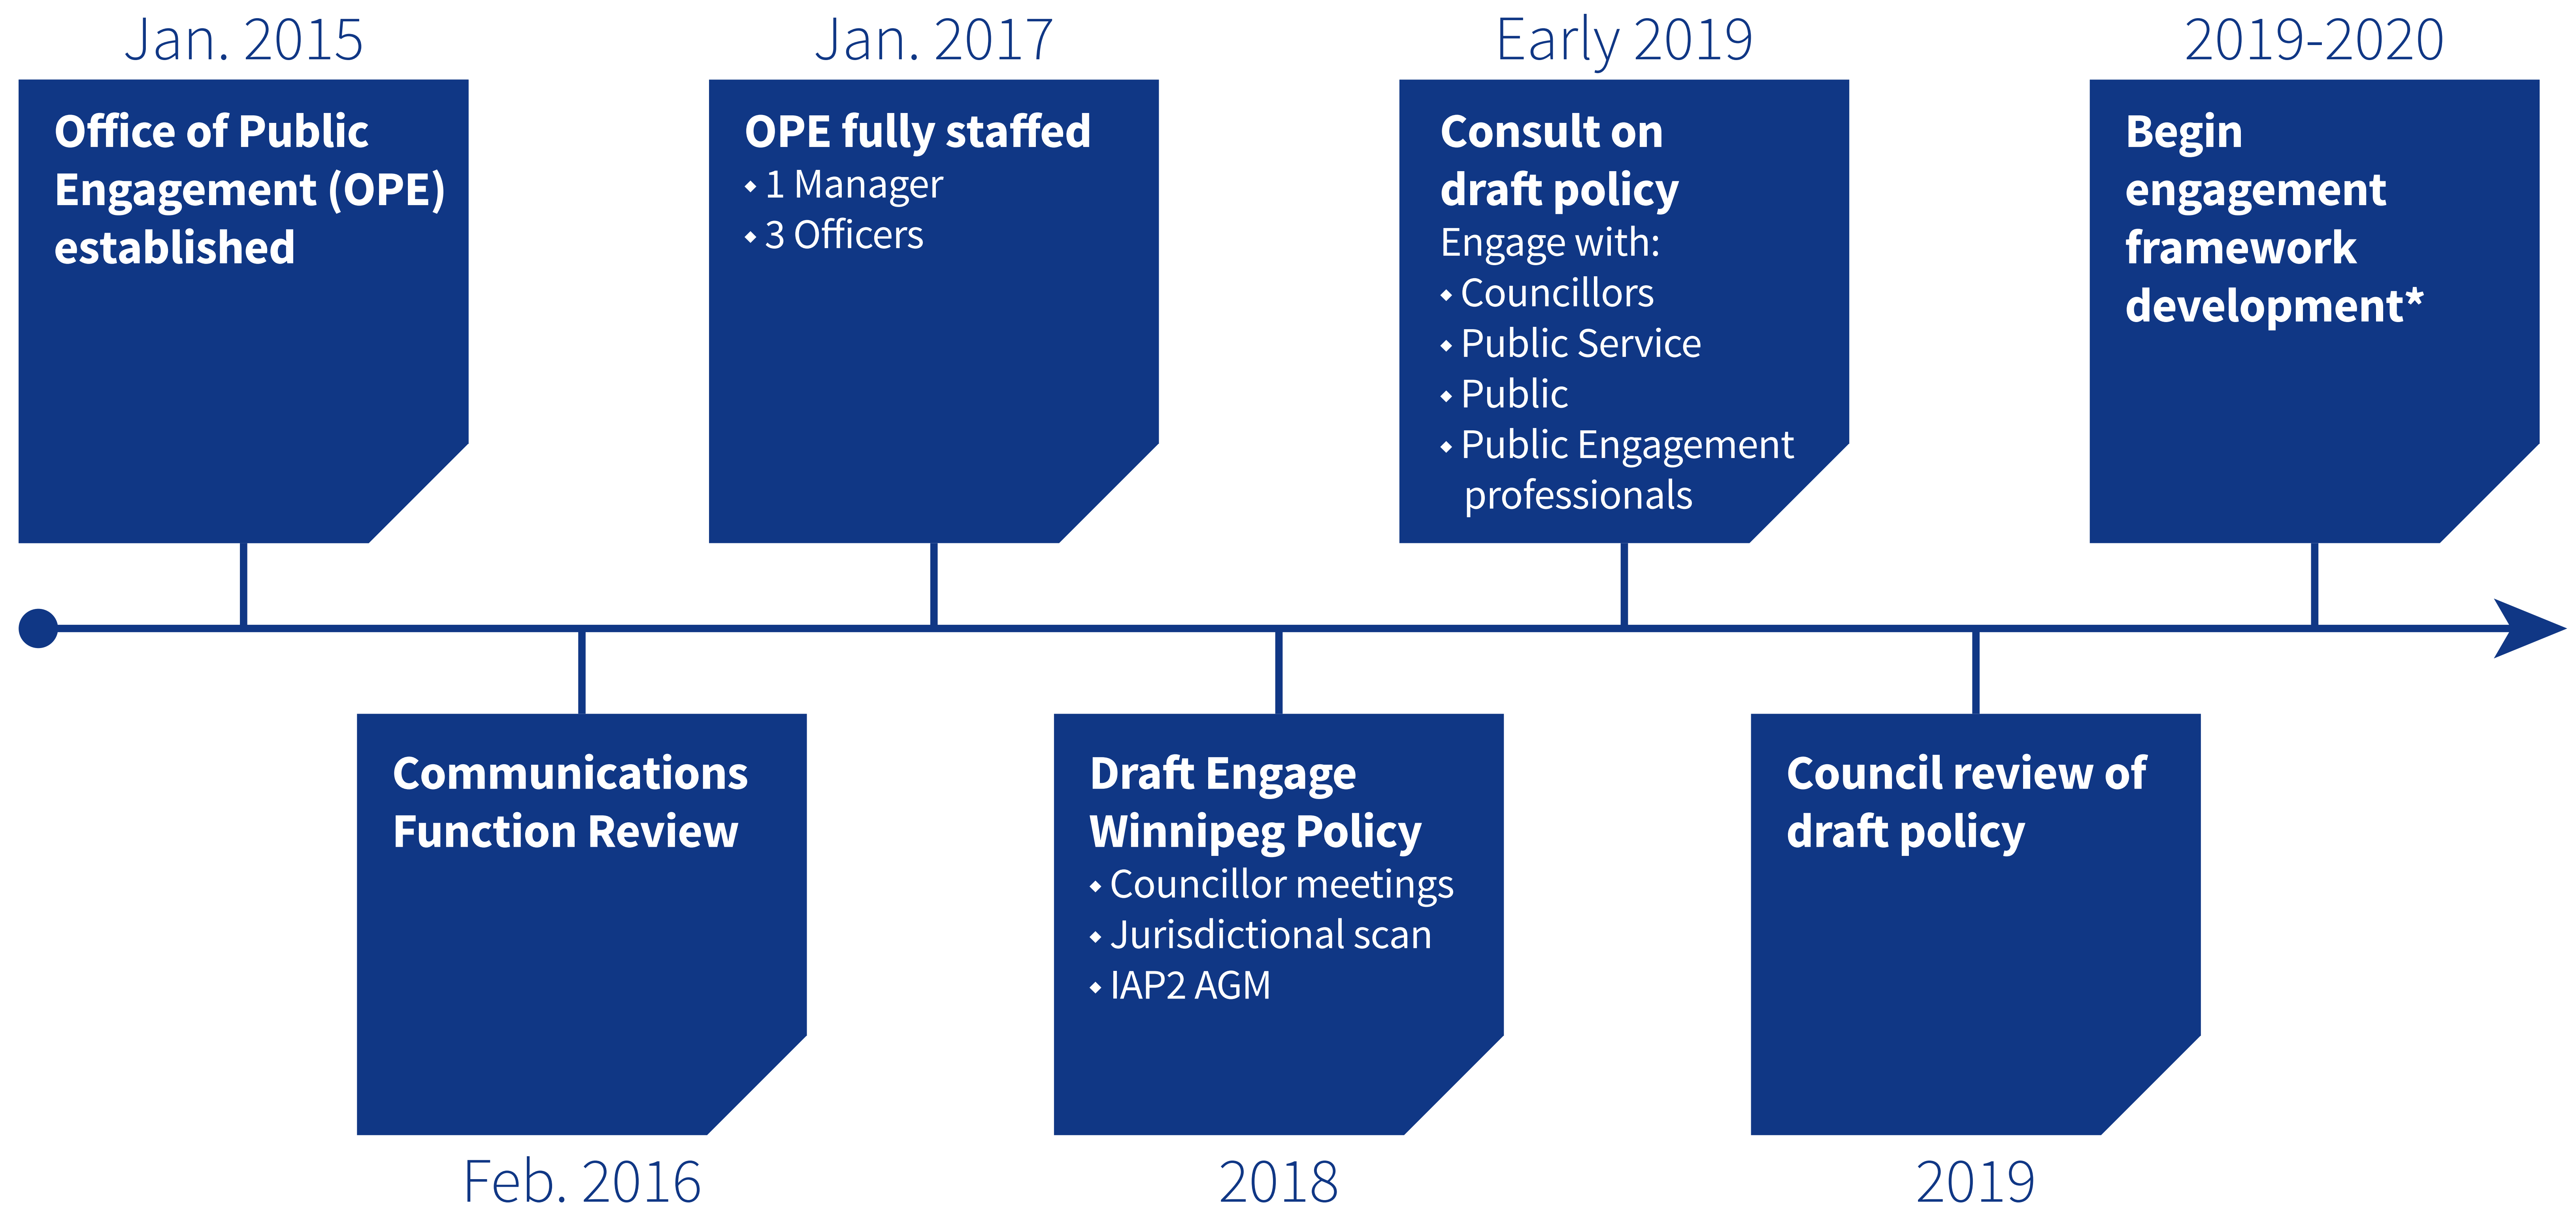 Jan. 2015
Office of Public
Engagement (OPE)
established
Feb. 2016
Communications
Function Review
Jan. 2017
OPE fully staffed
• 1 Manager
• 3 Officers
2018
Draft Engage
Winnipeg Policy
• Councillor meetings
• Jurisdictional scan
• IAP2 AGM
Early 2019
Consult on
draft policy
Engage with:
• Councillors
• Public Service
• Public
• Public Engagement
professionals
2019
Council review of
draft policy
2019-2020
Begin
engagement
framework
development*